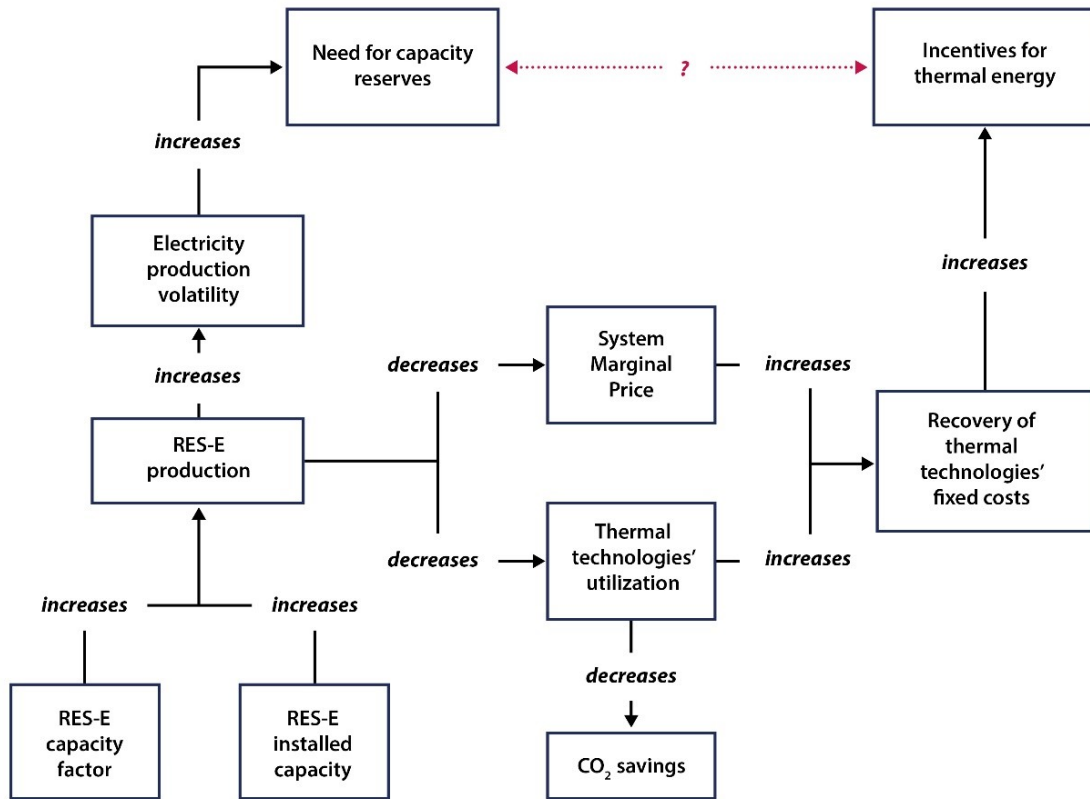 Need for capacity
reserves
?
Incentives for
thermal energy
increases
Electricity
production
volatility
increases
increases
RES-E
production
decreases
System
Marginal
Price
increases
Recovery of
thermal
technologies'
fixed costs
decreases
Thermal
technologies'
utilization
increases
increases
increases
decreases
RES-E
capacity
factor
RES-E
installed
capacity
CO₂ savings